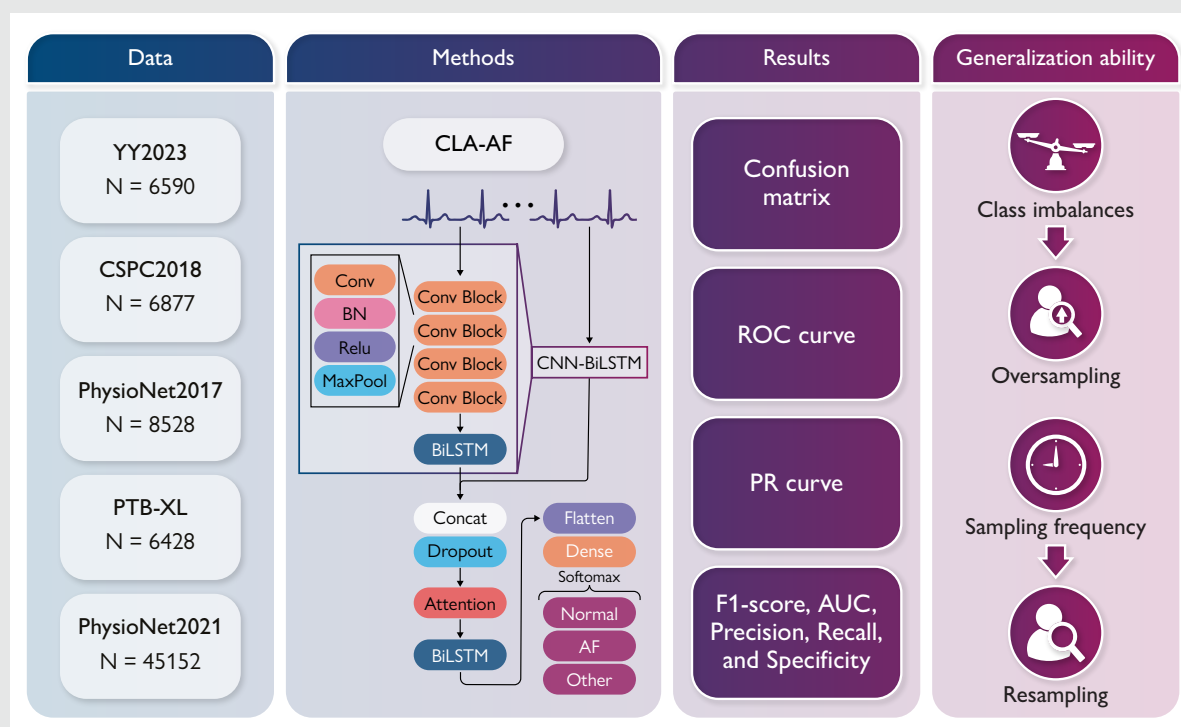 Data
YY2023
N = 6590
CSPC2018
N = 6877
PhysioNet2017
N = 8528
PTB-XL
N = 6428
PhysioNet2021
N = 45152
Methods
CLA-AF
Conv
BN
Relu
MaxPool
Conv Block
Conv Block
Conv Block
Conv Block
BiLSTM
CNN-BiLSTM
Concat
Dropout
Attention
BiLSTM
Flatten
Dense
Softomax
Normal
AF
Other
Results
Confusion
matrix
ROC curve
PR curve
F1-score, AUC,
Precision, Recall,
and Specificity
Generalization ability
Class imbalances
Oversampling
Sampling frequency
Resampling